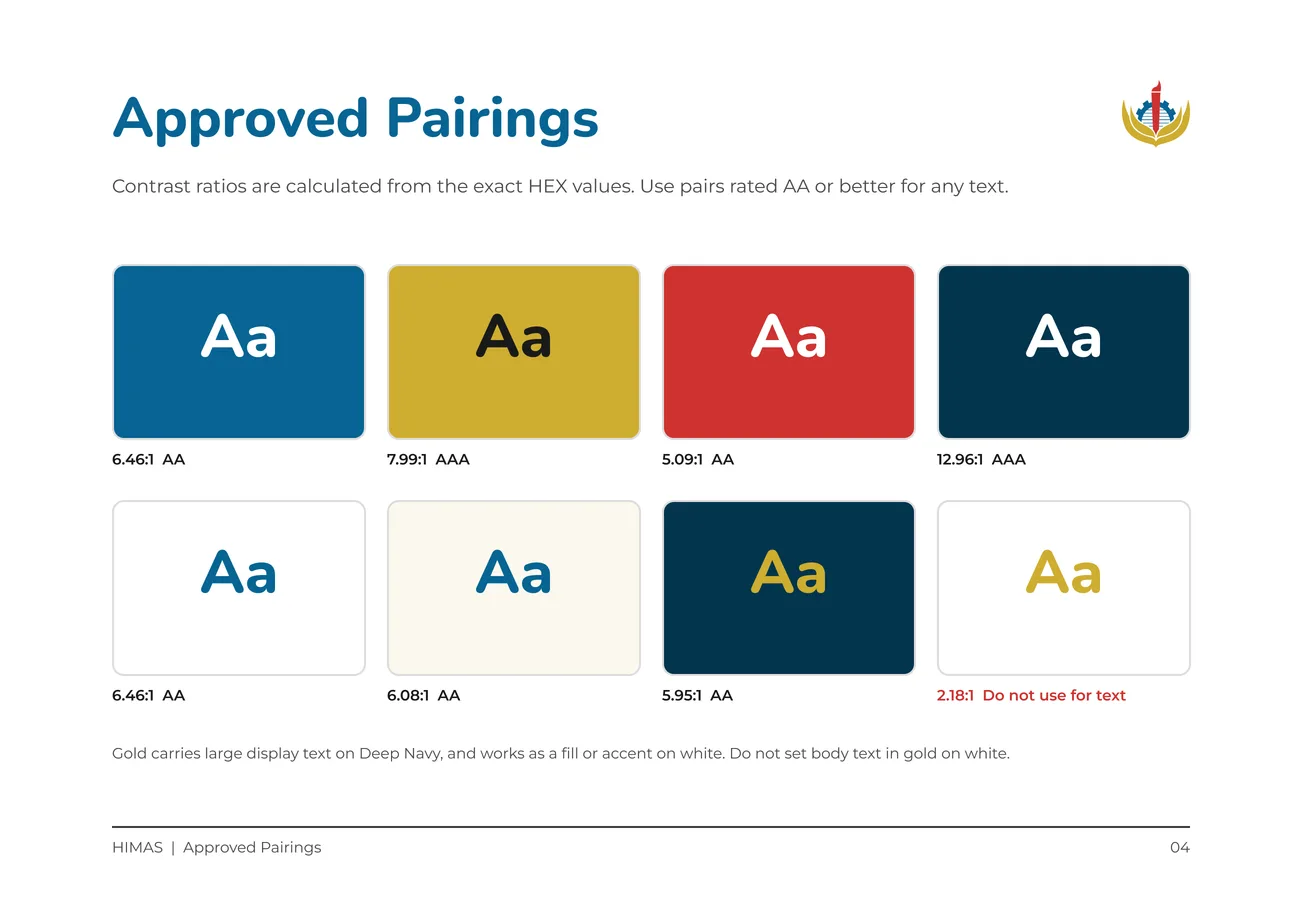 Approved Pairings
Contrast ratios are calculated from the exact HEX values. Use pairs rated AA or better for any text.
Aa
Aa
Aa
Aa
6.46:1 AA
7.99:1 AAA
5.09:1 AA
12.96:1 AAA
Aa
Aa
Aa
Aa
6.46:1 AA
6.08:1 AA
5.95:1 AA
2.18:1 Do not use for text
Gold carries large display text on Deep Navy, and works as a fill or accent on white. Do not set body text in gold on white.
HIMAS | Approved Pairings
04